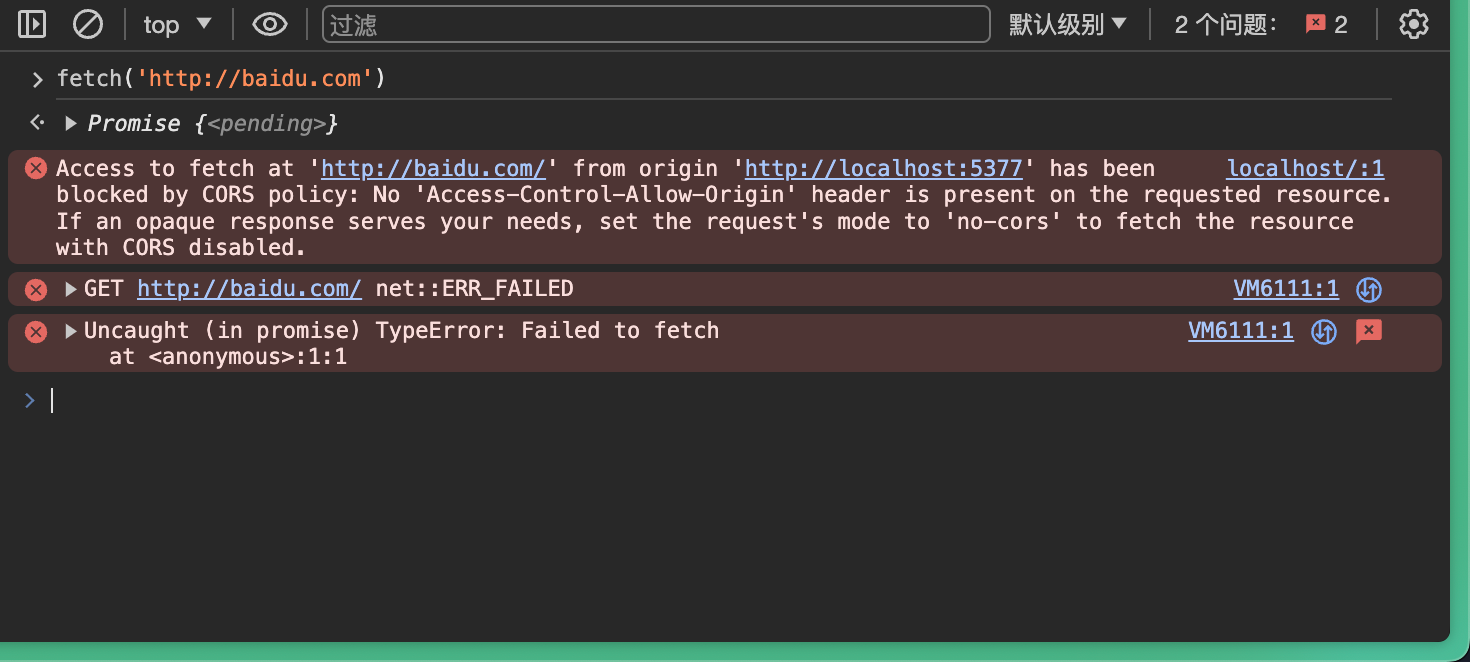 top 过滤 默认级别 2 个问题： 2
fetch('http://baidu.com')
Promise {<pending>}
Access to fetch at 'http://baidu.com/' from origin 'http://localhost:5377' has been localhost/:1
blocked by CORS policy: No 'Access-Control-Allow-Origin' header is present on the requested resource.
If an opaque response serves your needs, set the request's mode to 'no-cors' to fetch the resource
with CORS disabled.
GET http://baidu.com/ net::ERR_FAILED VM6111:1
Uncaught (in promise) TypeError: Failed to fetch VM6111:1
at <anonymous>:1:1